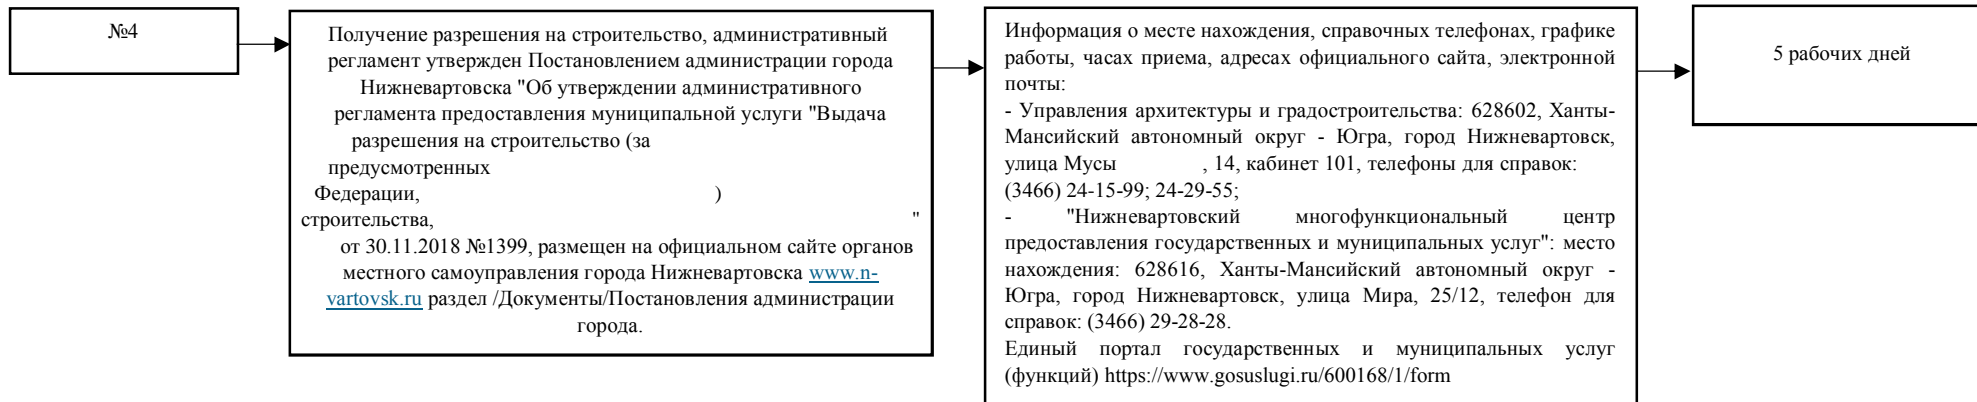 №4
Получение разрешения на строительство, административный
регламент утвержден Постановлением администрации города
Нижневартовска "Об утверждении административного
регламента предоставления муниципальной услуги "Выдача
разрешения на строительство (за
предусмотренных
Федерации, )
строительства, "
от 30.11.2018 №1399, размещен на официальном сайте органов
местного самоуправления города Нижневартовска www.n-
vartovsk.ru раздел /Документы/Постановления администрации
города.
Информация о месте нахождения, справочных телефонах, графике
работы, часах приема, адресах официального сайта, электронной
почты:
- Управления архитектуры и градостроительства: 628602, Ханты-
Мансийский автономный округ - Югра, город Нижневартовск,
улица Мусы , 14, кабинет 101, телефоны для справок:
(3466) 24-15-99; 24-29-55;
- "Нижневартовский многофункциональный центр
предоставления государственных и муниципальных услуг": место
нахождения: 628616, Ханты-Мансийский автономный округ -
Югра, город Нижневартовск, улица Мира, 25/12, телефон для
справок: (3466) 29-28-28.
Единый портал государственных и муниципальных услуг
(функций) https://www.gosuslugi.ru/600168/1/form
5 рабочих дней